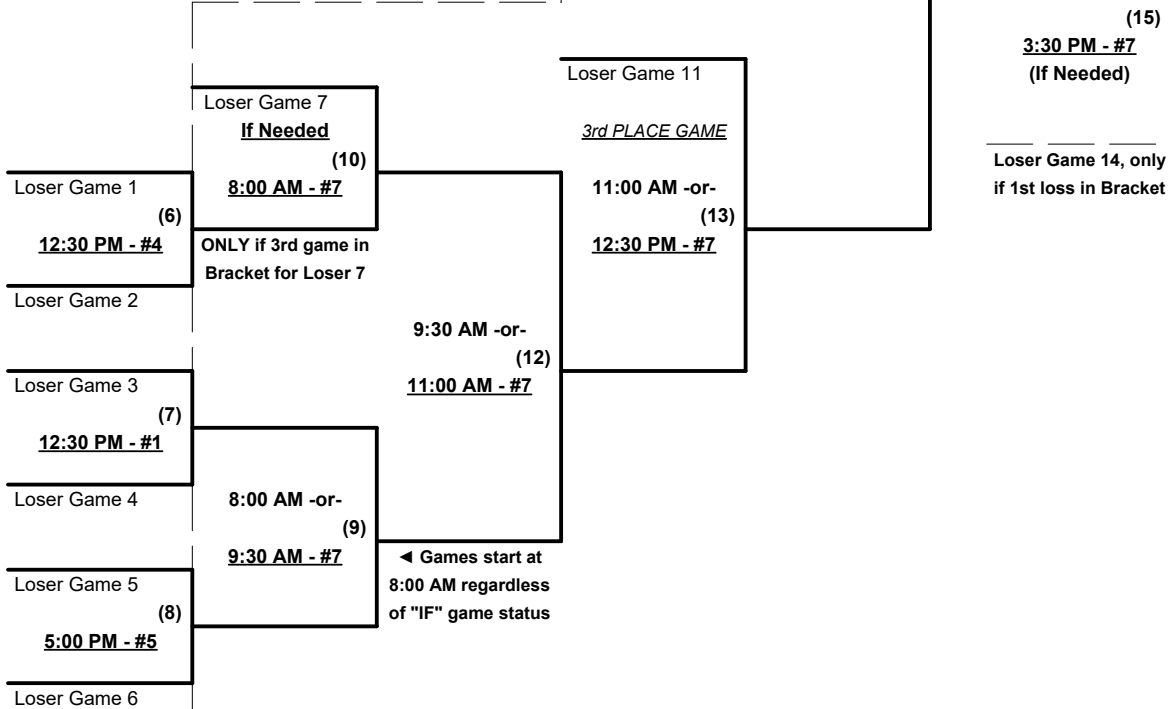 (15)
3:30 PM - #7
(If Needed)
Loser Game 14, only
if 1st loss in Bracket
Loser Game 11
3rd PLACE GAME
11:00 AM -or-
(13)
12:30 PM - #7
Loser Game 7
If Needed
(10)
8:00 AM - #7
ONLY if 3rd game in
Bracket for Loser 7
Loser Game 1
(6)
12:30 PM - #4
Loser Game 2
9:30 AM -or-
(12)
11:00 AM - #7
Loser Game 3
(7)
12:30 PM - #1
Loser Game 4
8:00 AM -or-
(9)
9:30 AM - #7
◄ Games start at
8:00 AM regardless
of "IF" game status
Loser Game 5
(8)
5:00 PM - #5
Loser Game 6